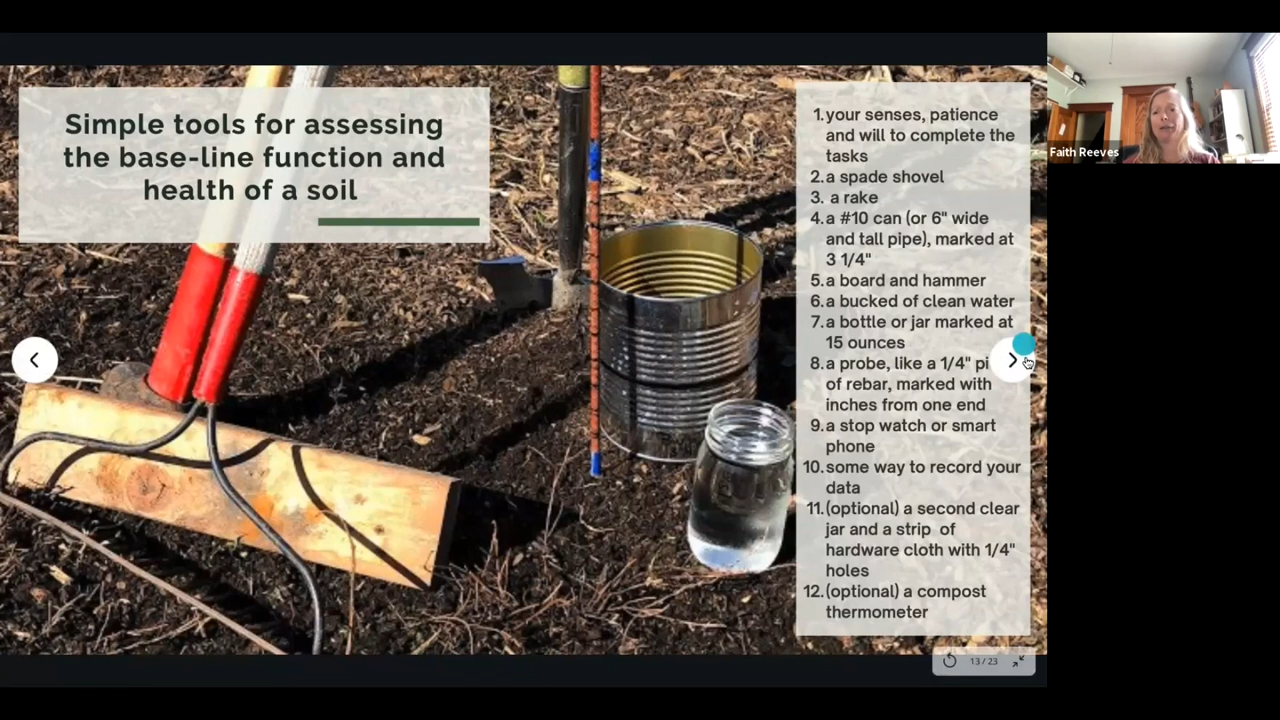 Simple tools for assessing
the base-line function and
health of a soil
1. your senses, patience
and will to complete the
tasks
2. a spade shovel
3. a rake
4. a #10 can (or 6" wide
and tall pipe), marked at
3 1/4"
5. a board and hammer
6. a bucked of clean water
7. a bottle or jar marked at
15 ounces
8. a probe, like a 1/4" pi
of rebar, marked with
inches from one end
9. a stop watch or smart
phone
10. some way to record your
data
11. (optional) a second clear
jar and a strip of
hardware cloth with 1/4"
holes
12. (optional) a compost
thermometer
13 / 23
Faith Reeves